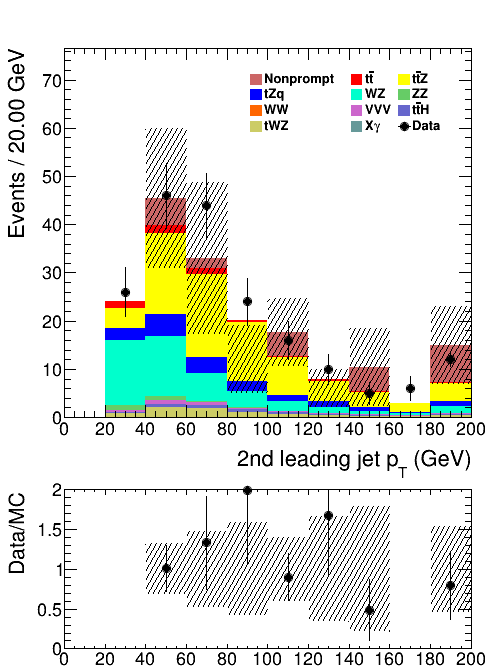 Events / 20.00 GeV
70
60
50
40
30
20
10
0
Nonprompt tt̄ tt̄Z
tZq WZ ZZ
WW VVV tt̄H
tWZ Xγ Data
0 20 40 60 80 100 120 140 160 180 200
2nd leading jet p_T (GeV)
Data/MC
2
1.5
1
0.5
0
0 20 40 60 80 100 120 140 160 180 200